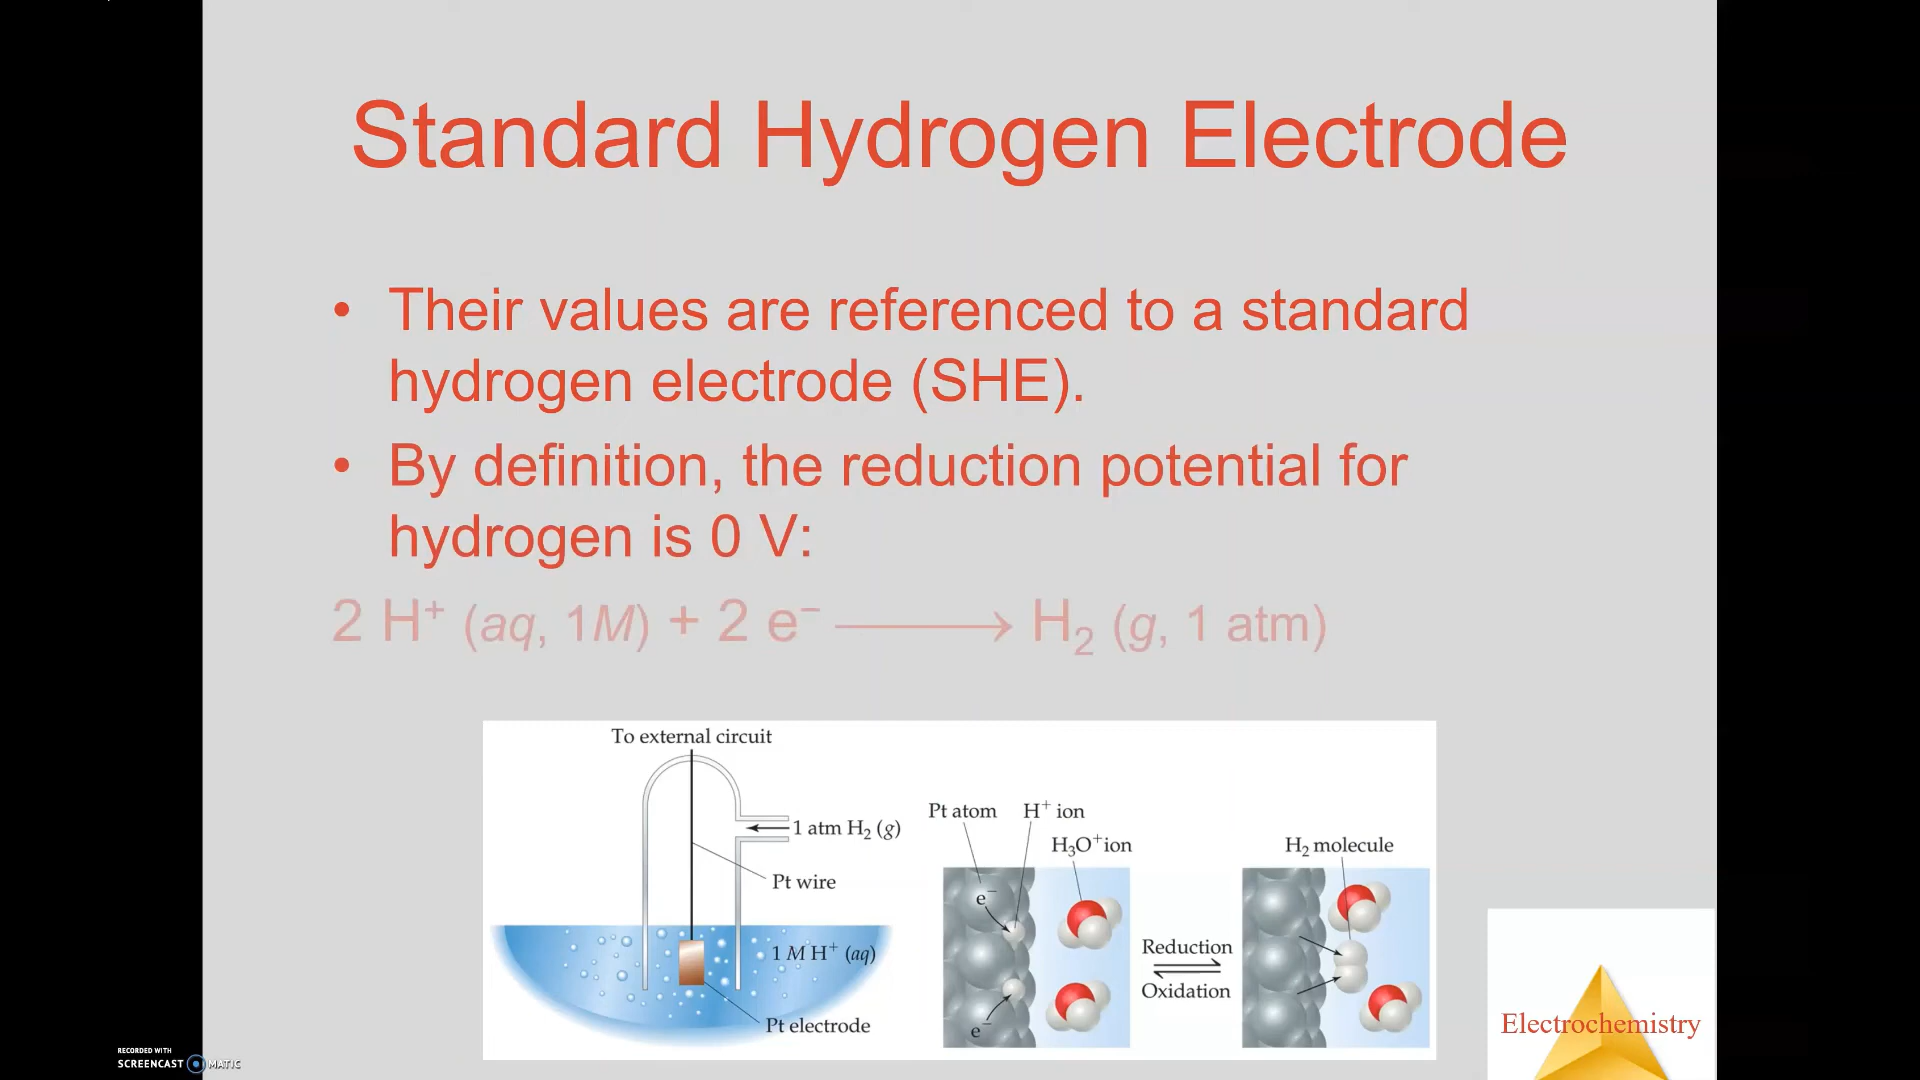 Standard Hydrogen Electrode
• Their values are referenced to a standard
hydrogen electrode (SHE).
• By definition, the reduction potential for
hydrogen is 0 V:
2 H⁺ (aq, 1M) + 2 e⁻ ⟶ H₂ (g, 1 atm)
To external circuit
1 atm H₂ (g)
Pt wire
1 M H⁺ (aq)
Pt electrode
Pt atom
H⁺ ion
H₃O⁺ion
e⁻
e⁻
Reduction
Oxidation
H₂ molecule
Electrochemistry
RECORDED WITH
SCREENCAST MATIC